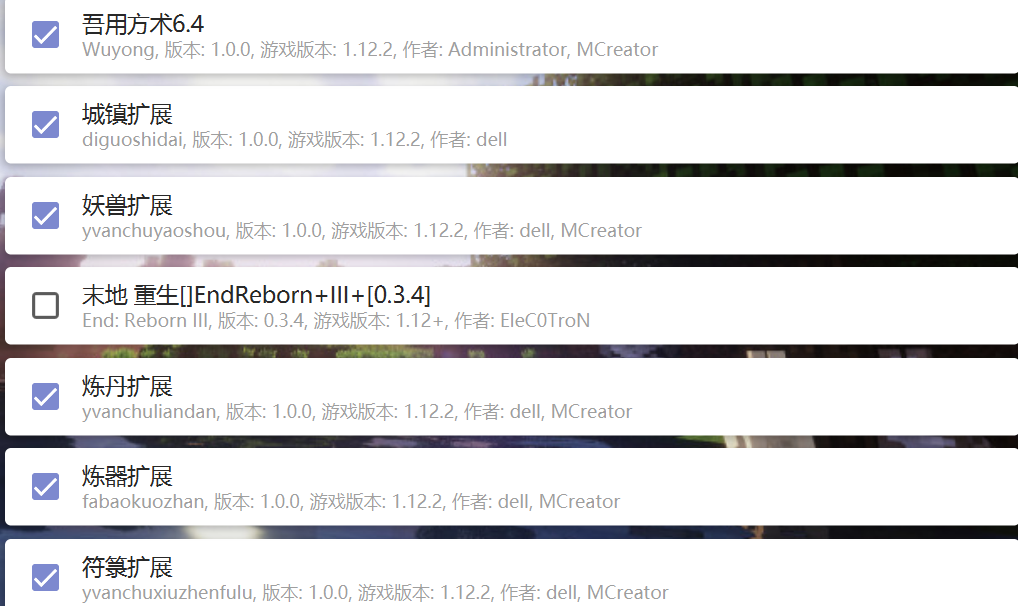 吾用方术6.4
Wuyong, 版本: 1.0.0, 游戏版本: 1.12.2, 作者: Administrator, MCreator
城镇扩展
diguoshidai, 版本: 1.0.0, 游戏版本: 1.12.2, 作者: dell
妖兽扩展
yvanchuyaoshou, 版本: 1.0.0, 游戏版本: 1.12.2, 作者: dell, MCreator
末地 重生[]EndReborn+III+[0.3.4]
End: Reborn III, 版本: 0.3.4, 游戏版本: 1.12+, 作者: EleC0TroN
炼丹扩展
yvanchuliandan, 版本: 1.0.0, 游戏版本: 1.12.2, 作者: dell, MCreator
炼器扩展
fabaokuozhan, 版本: 1.0.0, 游戏版本: 1.12.2, 作者: dell, MCreator
符箓扩展
yvanchuxiuzhenfulu, 版本: 1.0.0, 游戏版本: 1.12.2, 作者: dell, MCreator